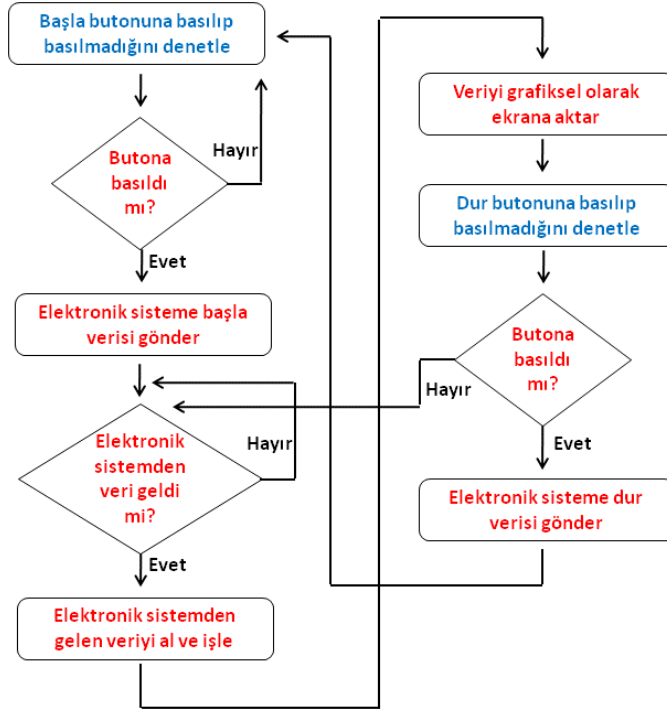 Başla butonuna basılıp
basılmadığını denetle
Butona
basıldı
mı?
Hayır
Evet
Elektronik sisteme başla
verisi gönder
Elektronik
sistemden
veri geldi
mi?
Hayır
Evet
Elektronik sistemden
gelen veriyi al ve işle
Veriyi grafiksel olarak
ekrana aktar
Dur butonuna basılıp
basılmadığını denetle
Butona
basıldı
mı?
Hayır
Evet
Elektronik sisteme dur
verisi gönder